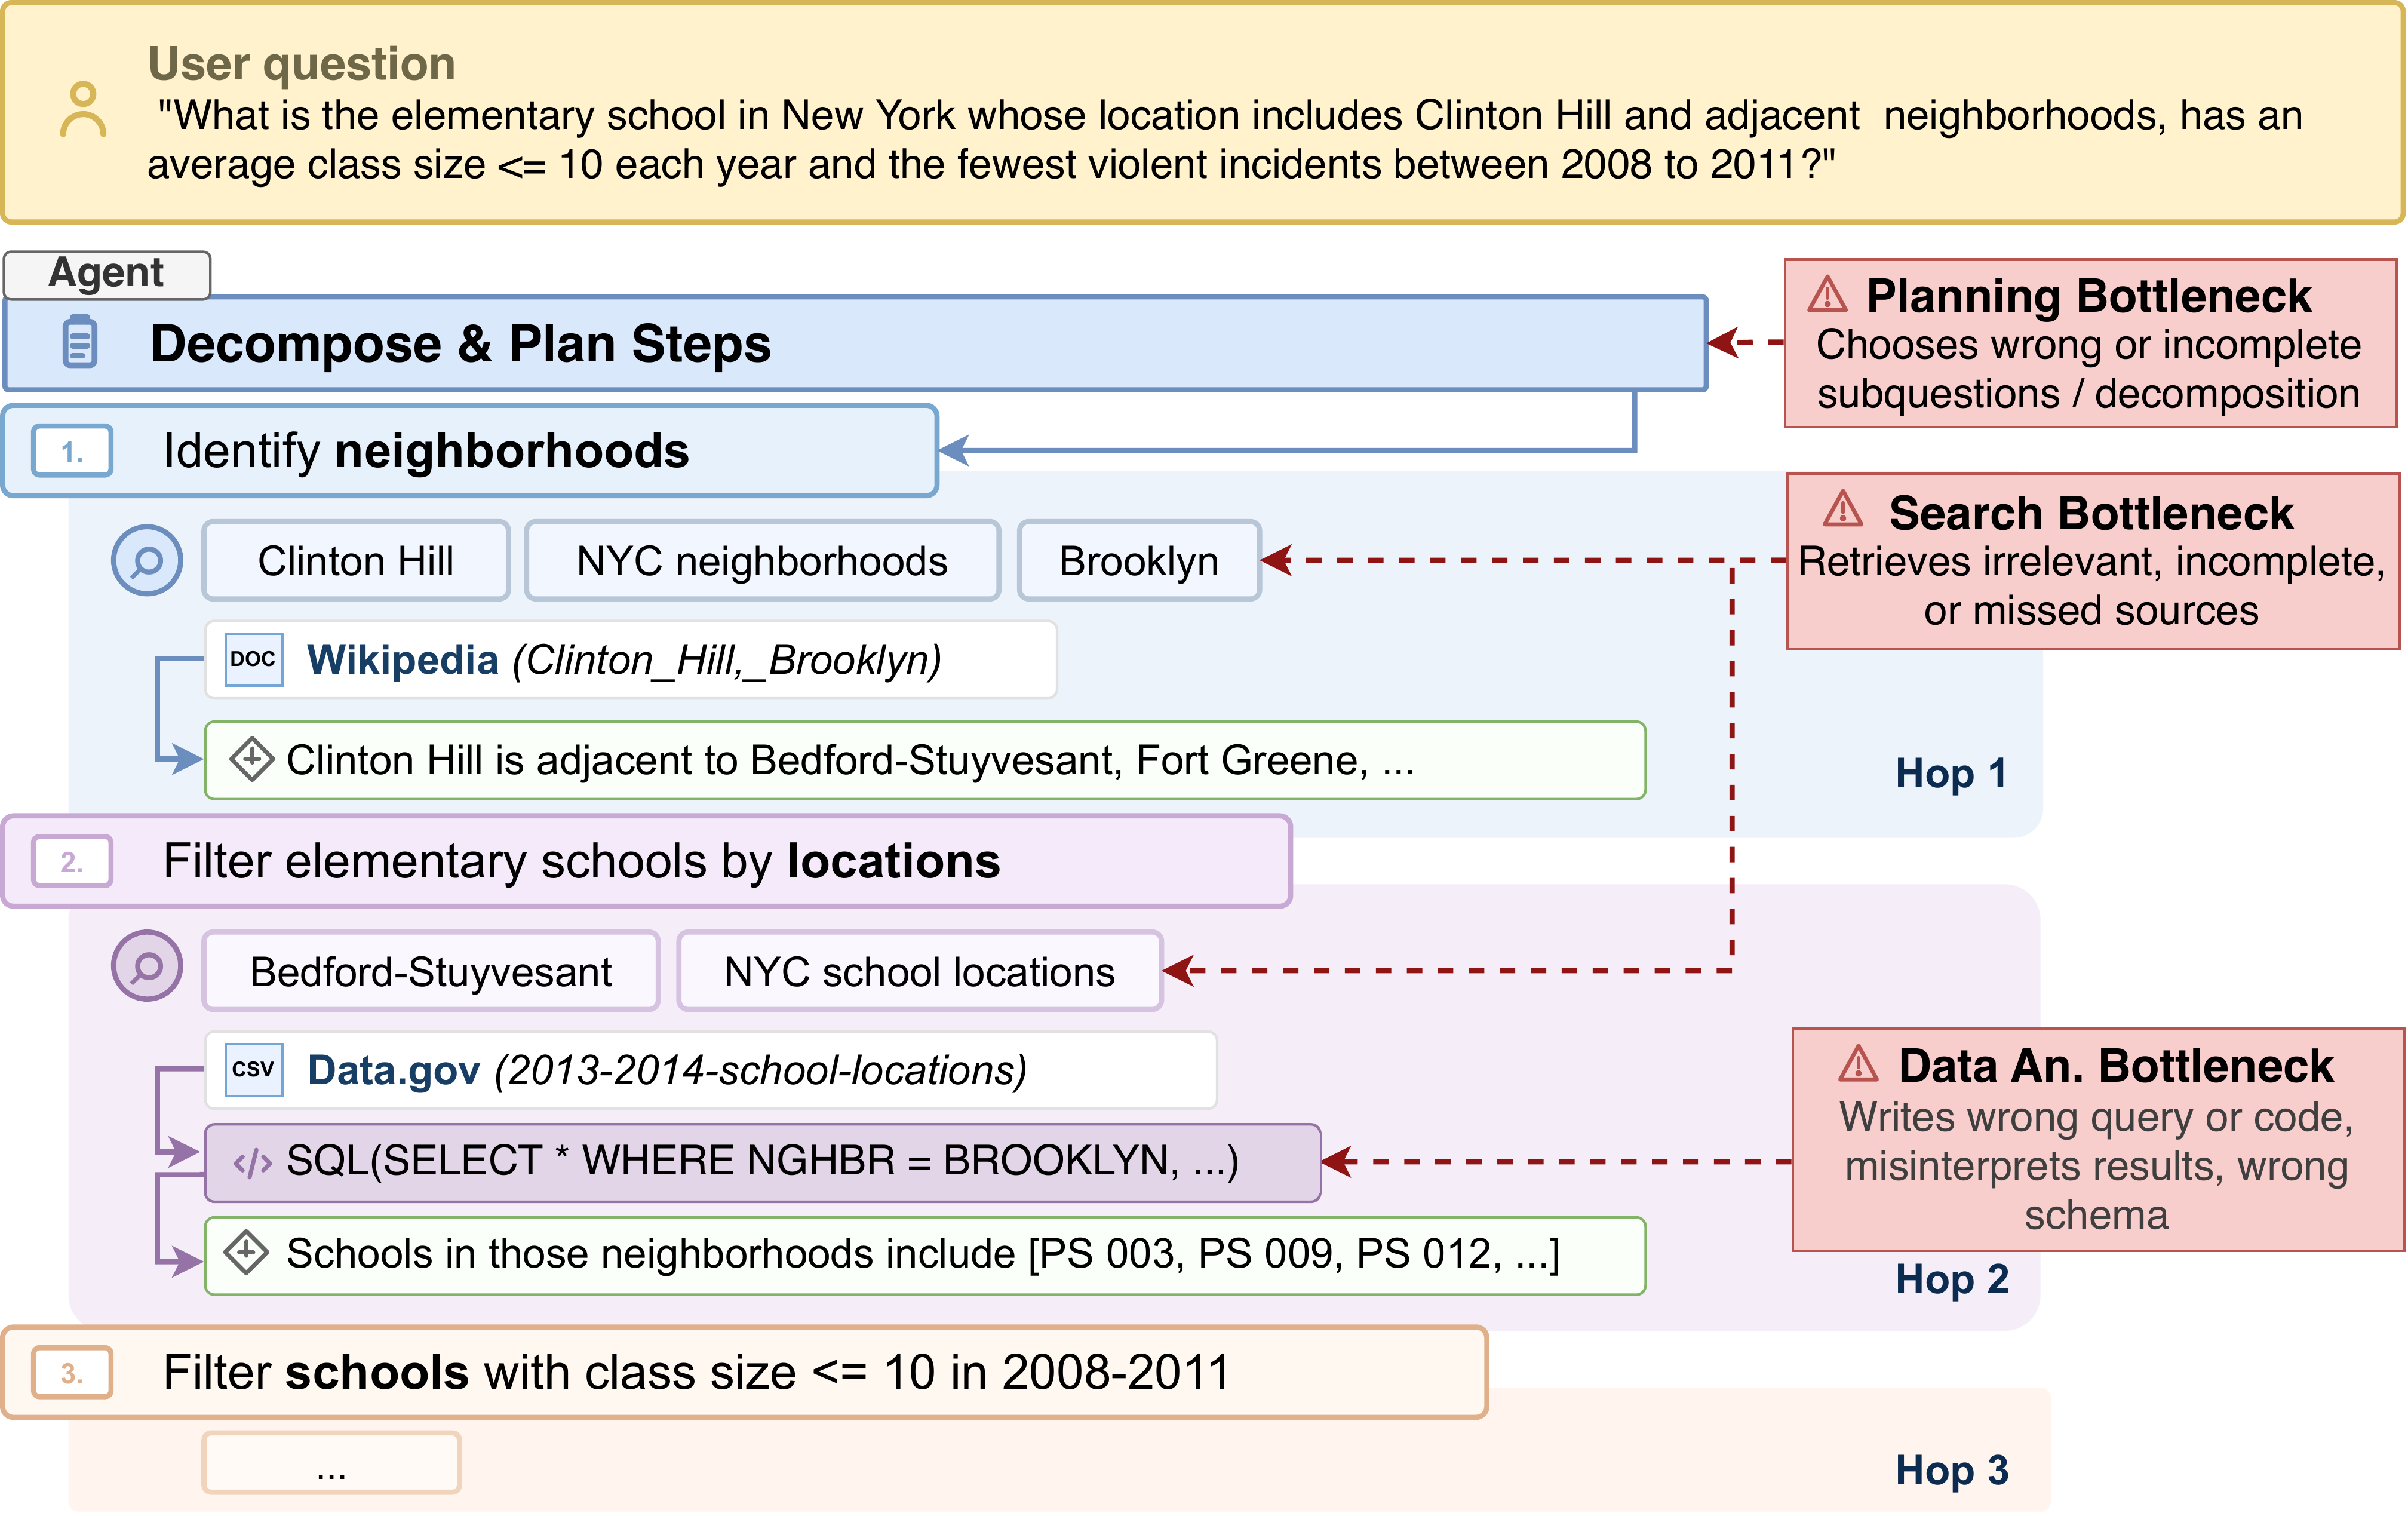 User question
"What is the elementary school in New York whose location includes Clinton Hill and adjacent neighborhoods, has an
average class size <= 10 each year and the fewest violent incidents between 2008 to 2011?"
Agent
Decompose & Plan Steps
Planning Bottleneck
Chooses wrong or incomplete
subquestions / decomposition
1. Identify neighborhoods
Search Bottleneck
Retrieves irrelevant, incomplete,
or missed sources
Clinton Hill
NYC neighborhoods
Brooklyn
DOC Wikipedia (Clinton_Hill,_Brooklyn)
Clinton Hill is adjacent to Bedford-Stuyvesant, Fort Greene, ...
Hop 1
2. Filter elementary schools by locations
Bedford-Stuyvesant
NYC school locations
CSV Data.gov (2013-2014-school-locations)
Data An. Bottleneck
Writes wrong query or code,
misinterprets results, wrong
schema
</> SQL(SELECT * WHERE NGHBR = BROOKLYN, ...)
Schools in those neighborhoods include [PS 003, PS 009, PS 012, ...]
Hop 2
3. Filter schools with class size <= 10 in 2008-2011
...
Hop 3